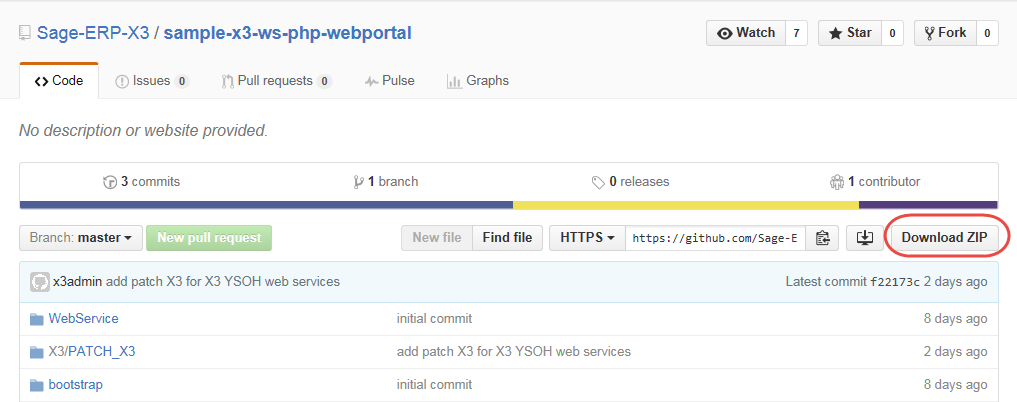 Sage-ERP-X3 / sample-x3-ws-php-webportal Watch 7 Star 0 Fork 0
Code Issues 0 Pull requests 0 Pulse Graphs
No description or website provided.
3 commits 1 branch 0 releases 1 contributor
Branch: master New pull request New file Find file HTTPS https://github.com/Sage-E Download ZIP
x3admin add patch X3 for X3 YSOH web services Latest commit f22173c 2 days ago
WebService initial commit 8 days ago
X3/PATCH_X3 add patch X3 for X3 YSOH web services 2 days ago
bootstrap initial commit 8 days ago